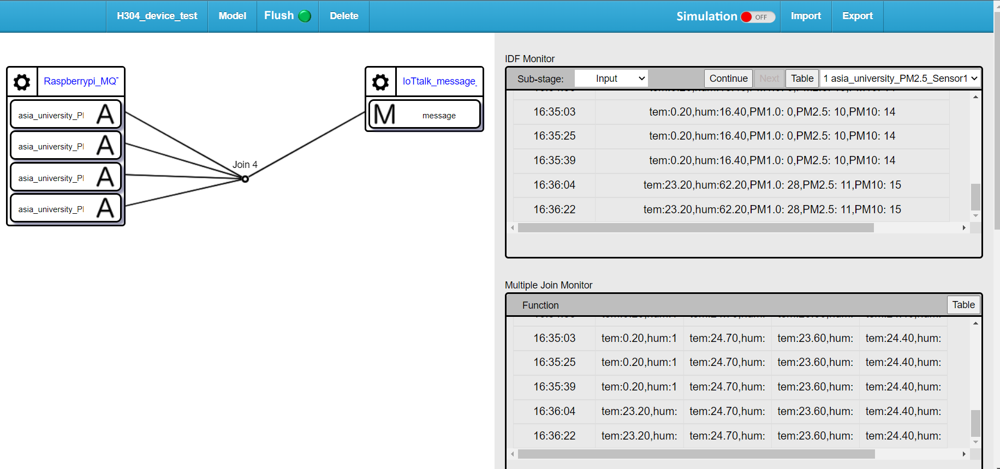 H304_device_test Model Flush Delete Simulation OFF Import Export
Raspberrypi_MQ
asia_university_P A
asia_university_P A
asia_university_P A
asia_university_P A
Join 4
IoTtalk_message_
M message
IDF Monitor
Sub-stage: Input Continue Next Table 1 asia_university_PM2.5_Sensor1
16:35:03 tem:0.20,hum:16.40,PM1.0: 0,PM2.5: 10,PM10: 14
16:35:25 tem:0.20,hum:16.40,PM1.0: 0,PM2.5: 10,PM10: 14
16:35:39 tem:0.20,hum:16.40,PM1.0: 0,PM2.5: 10,PM10: 14
16:36:04 tem:23.20,hum:62.20,PM1.0: 28,PM2.5: 11,PM10: 15
16:36:22 tem:23.20,hum:62.20,PM1.0: 28,PM2.5: 11,PM10: 15
Multiple Join Monitor
Function Table
16:35:03 tem:0.20,hum:1 tem:24.70,hum: tem:23.60,hum: tem:24.40,hum:
16:35:25 tem:0.20,hum:1 tem:24.70,hum: tem:23.60,hum: tem:24.40,hum:
16:35:39 tem:0.20,hum:1 tem:24.70,hum: tem:23.60,hum: tem:24.40,hum:
16:36:04 tem:23.20,hum: tem:24.70,hum: tem:23.60,hum: tem:24.40,hum:
16:36:22 tem:23.20,hum: tem:24.70,hum: tem:23.60,hum: tem:24.40,hum: